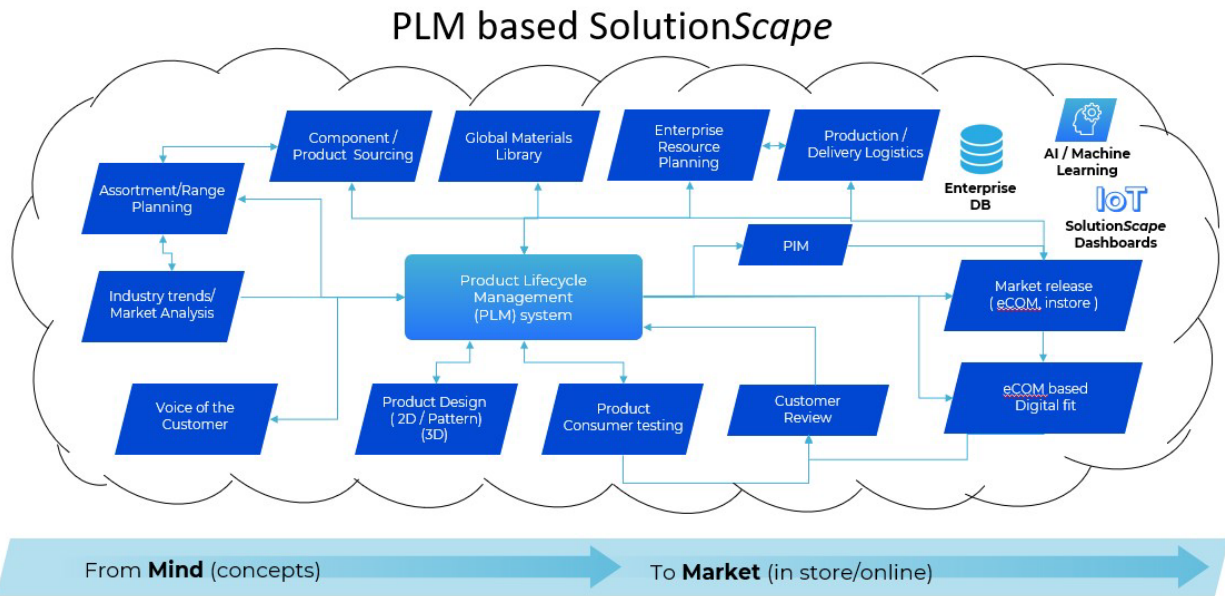 PLM based SolutionScape
Component /
Product Sourcing
Global Materials
Library
Enterprise
Resource
Planning
Production /
Delivery Logistics
Enterprise
DB
AI / Machine
Learning
IoT
SolutionScape
Dashboards
Assortment/Range
Planning
PIM
Industry trends/
Market Analysis
Product Lifecycle
Management
(PLM) system
Market release
( eCOM, instore )
Voice of the
Customer
Product Design
( 2D / Pattern)
(3D)
Product
Consumer testing
Customer
Review
eCOM based
Digital fit
From Mind (concepts)
To Market (in store/online)